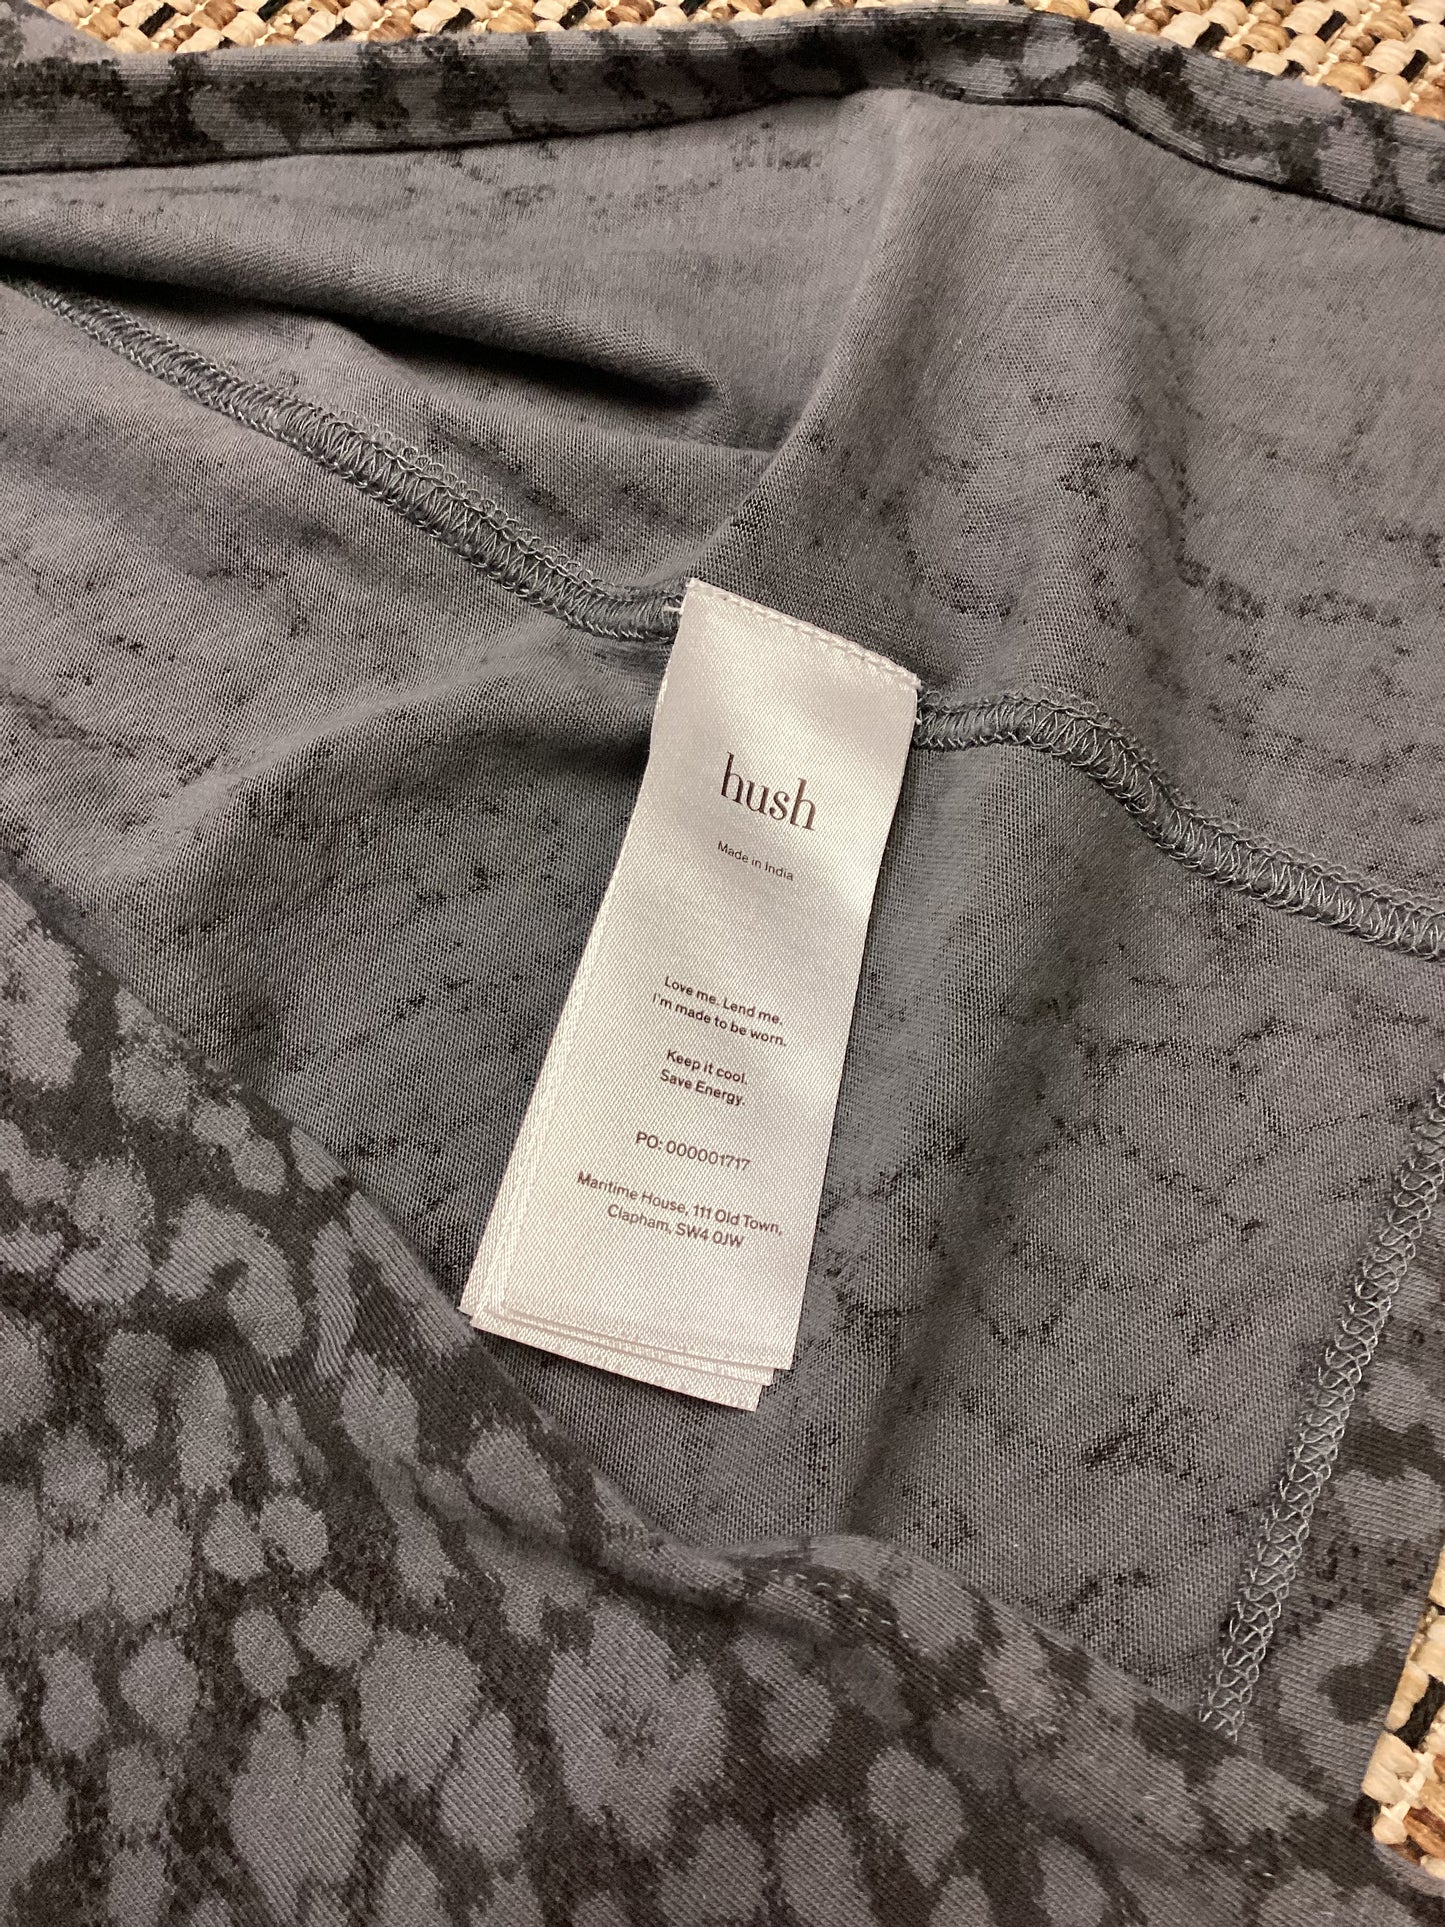 hush
Made in India
Love me. Lend me.
I'm made to be worn.
Keep it cool.
Save Energy.
PO: 000001717
Maritime House, 111 Old Town,
Clapham, SW4 0JW